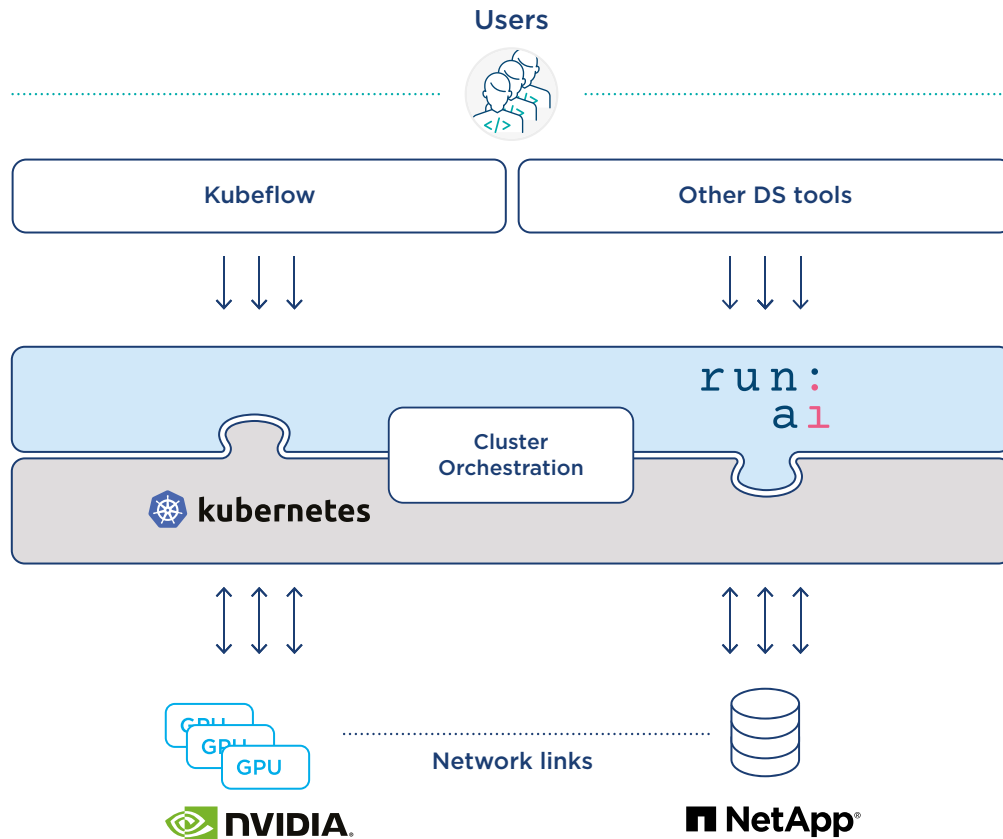 Users
</>
</>
Kubeflow
Other DS tools
run:
ai
Cluster
Orchestration
kubernetes
GPU
GPU
GPU
Network links
NVIDIA.
NetApp®